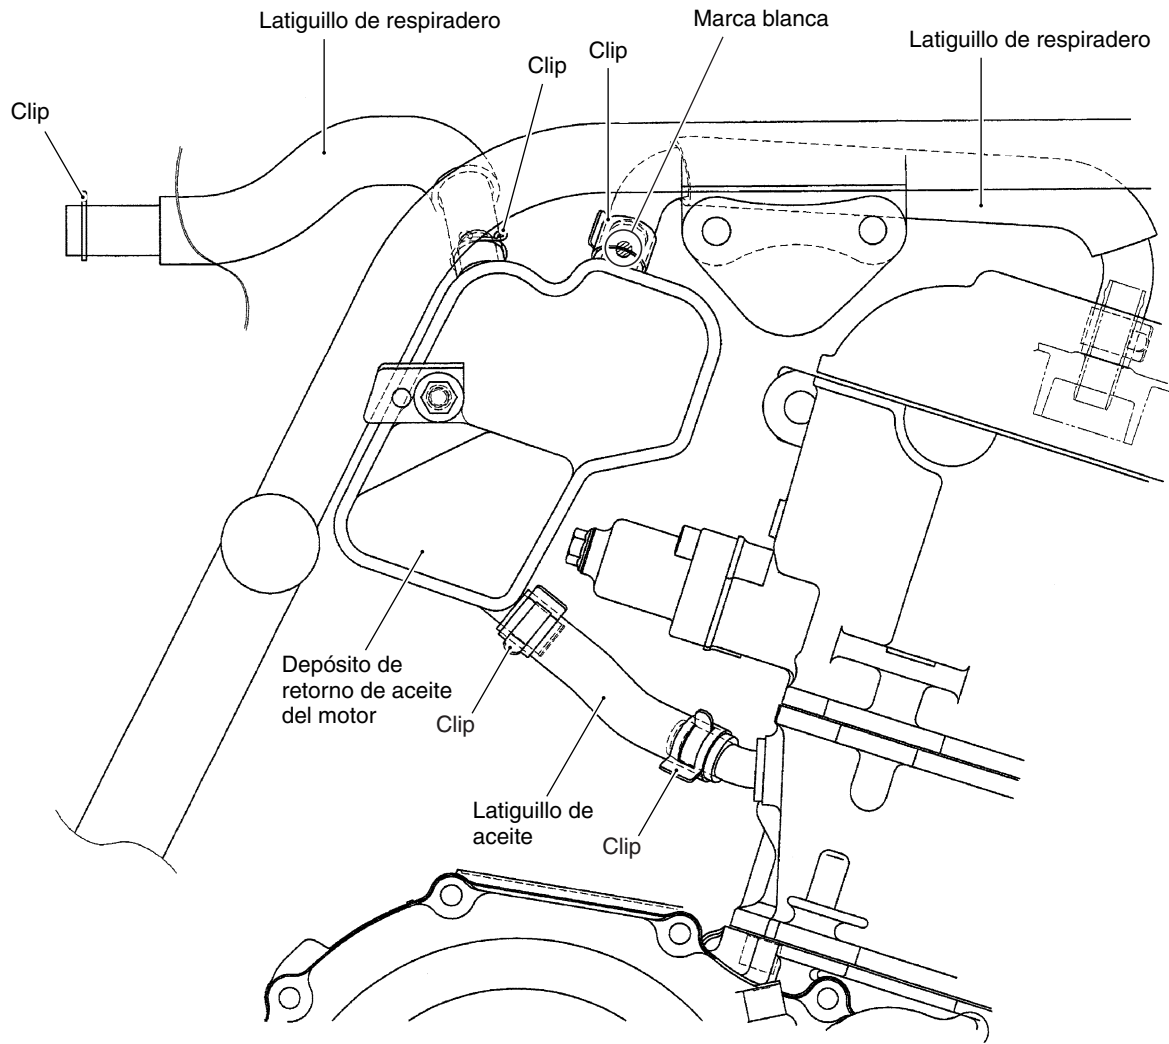 Latiguillo de respiradero
Marca blanca
Clip
Latiguillo de respiradero
Clip
Clip
Depósito de
retorno de aceite
del motor
Clip
Latiguillo de
aceite
Clip